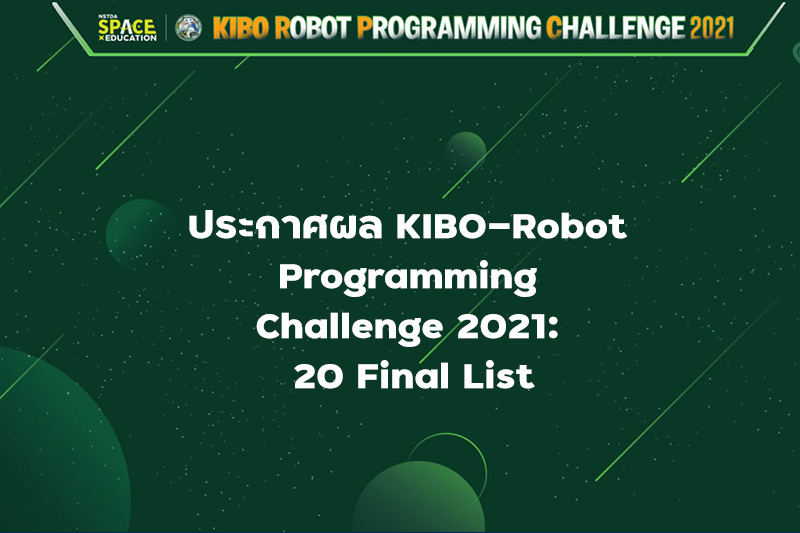 NSTDA
SPACE
×EDUCATION
KIBO ROBOT PROGRAMMING CHALLENGE 2021
ประกาศผล KIBO-Robot
Programming
Challenge 2021:
20 Final List